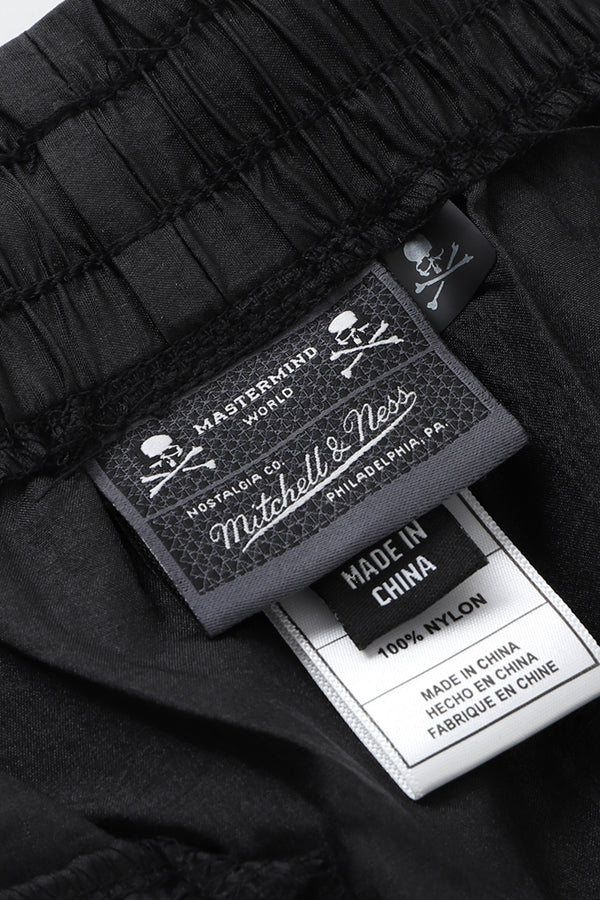 MASTERMIND
WORLD
NOSTALGIA CO.
Mitchell & Ness
PHILADELPHIA, PA.
MADE IN
CHINA
100% NYLON
MADE IN CHINA
HECHO EN CHINA
FABRIQUE EN CHINE